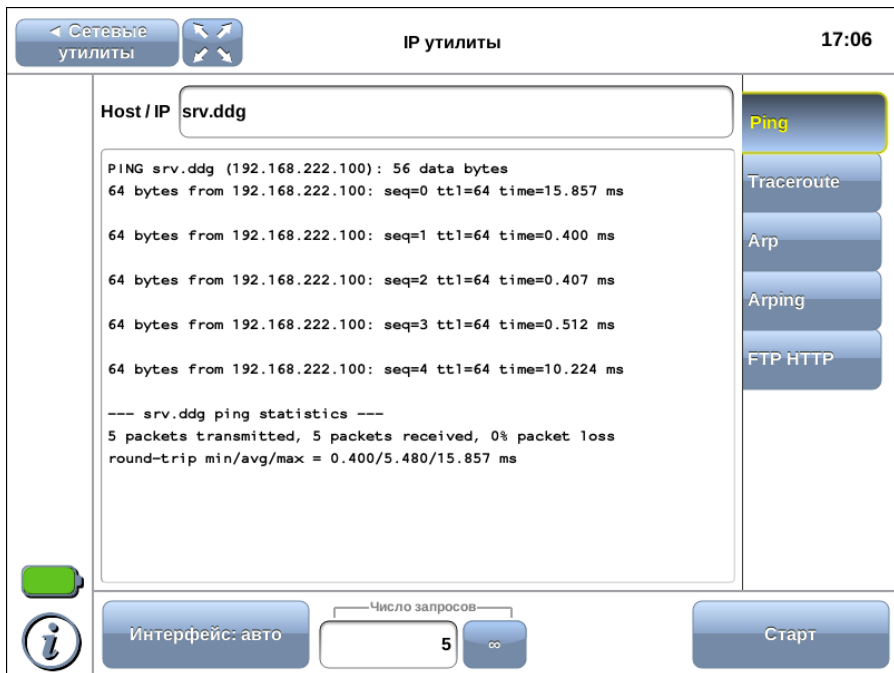 ◄ Сетевые
утилиты
IP утилиты
17:06
Host / IP srv.ddg
PING srv.ddg (192.168.222.100): 56 data bytes
64 bytes from 192.168.222.100: seq=0 ttl=64 time=15.857 ms
64 bytes from 192.168.222.100: seq=1 ttl=64 time=0.400 ms
64 bytes from 192.168.222.100: seq=2 ttl=64 time=0.407 ms
64 bytes from 192.168.222.100: seq=3 ttl=64 time=0.512 ms
64 bytes from 192.168.222.100: seq=4 ttl=64 time=10.224 ms
--- srv.ddg ping statistics ---
5 packets transmitted, 5 packets received, 0% packet loss
round-trip min/avg/max = 0.400/5.480/15.857 ms
Ping
Traceroute
Arp
Arping
FTP HTTP
i
Интерфейс: авто
Число запросов
5
∞
Старт